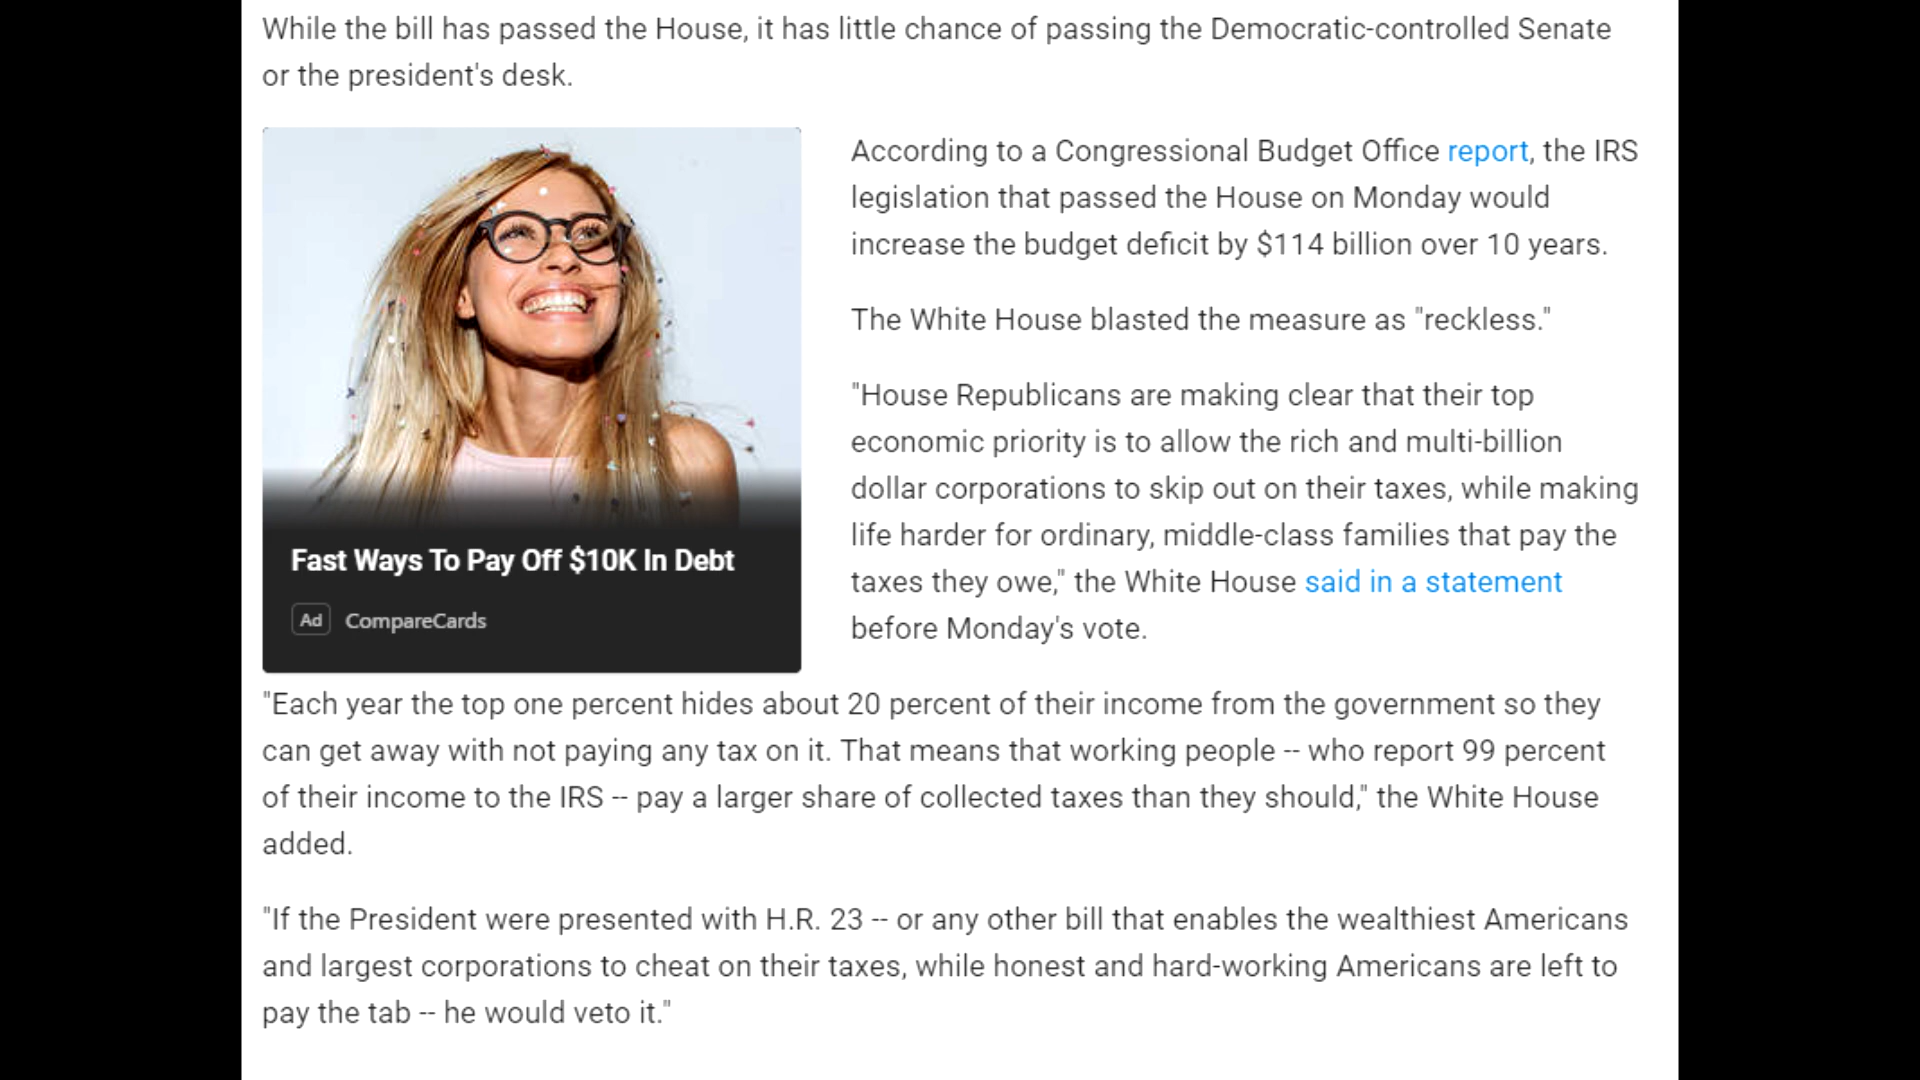 While the bill has passed the House, it has little chance of passing the Democratic-controlled Senate
or the president's desk.
Fast Ways To Pay Off $10K In Debt
Ad CompareCards
According to a Congressional Budget Office report, the IRS
legislation that passed the House on Monday would
increase the budget deficit by $114 billion over 10 years.
The White House blasted the measure as "reckless."
"House Republicans are making clear that their top
economic priority is to allow the rich and multi-billion
dollar corporations to skip out on their taxes, while making
life harder for ordinary, middle-class families that pay the
taxes they owe," the White House said in a statement
before Monday's vote.
"Each year the top one percent hides about 20 percent of their income from the government so they
can get away with not paying any tax on it. That means that working people -- who report 99 percent
of their income to the IRS -- pay a larger share of collected taxes than they should," the White House
added.
"If the President were presented with H.R. 23 -- or any other bill that enables the wealthiest Americans
and largest corporations to cheat on their taxes, while honest and hard-working Americans are left to
pay the tab -- he would veto it."